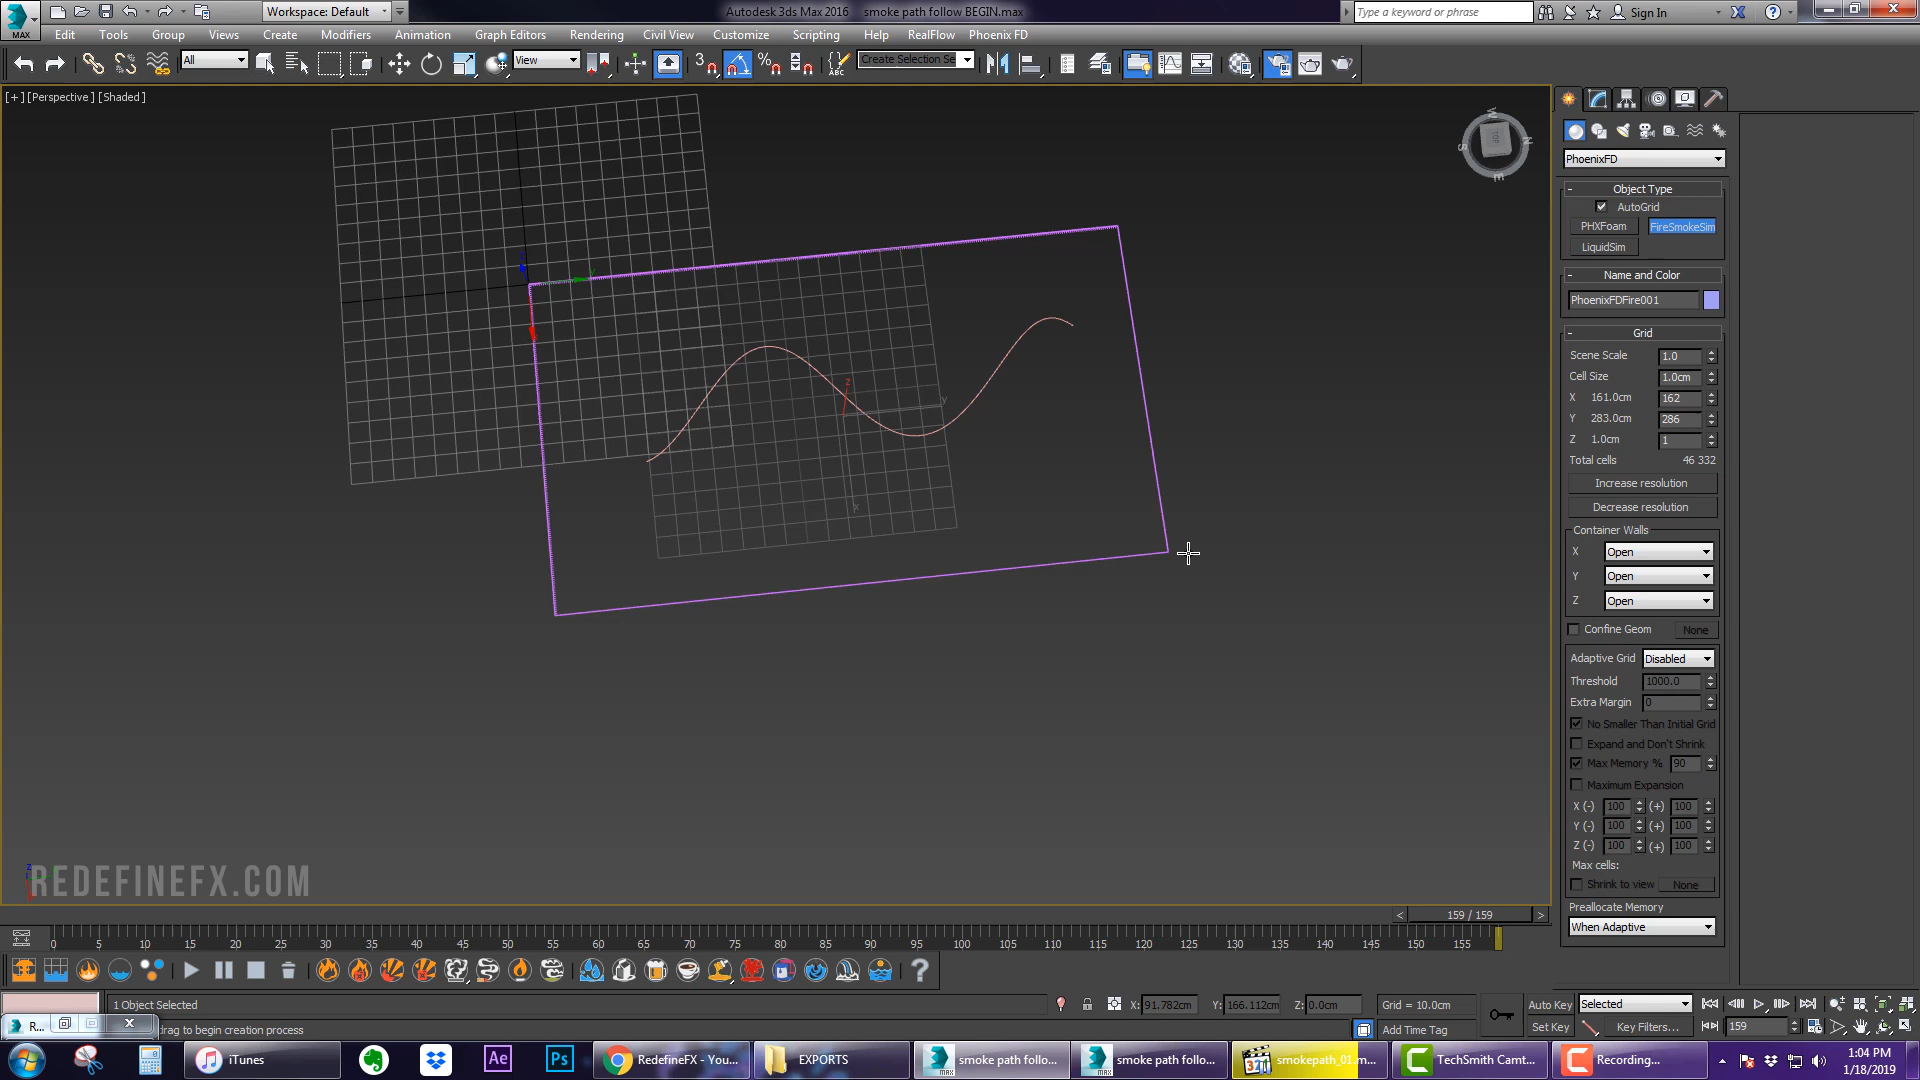 MAX
Workspace: Default
Autodesk 3ds Max 2016 smoke path follow BEGIN.max
Type a keyword or phrase
Sign In
Edit Tools Group Views Create Modifiers Animation Graph Editors Rendering Civil View Customize Scripting Help RealFlow Phoenix FD
All
View
3
ABC
Create Selection Se
[+] [Perspective] [Shaded]
W
N
S
TOP
E
PhoenixFD
- Object Type
AutoGrid
PHXFoam FireSmokeSim
LiquidSim
- Name and Color
PhoenixFDFire001
- Grid
Scene Scale 1.0
Cell Size 1.0cm
X 161.0cm 162
Y 283.0cm 286
Z 1.0cm 1
Total cells 46 332
Increase resolution
Decrease resolution
Container Walls
X Open
Y Open
Z Open
Confine Geom None
Adaptive Grid Disabled
Threshold 1000.0
Extra Margin 0
No Smaller Than Initial Grid
Expand and Don't Shrink
Max Memory % 90
Maximum Expansion
X (-) 100 (+) 100
Y (-) 100 (+) 100
Z (-) 100 (+) 100
Max cells:
Shrink to view None
Preallocate Memory
When Adaptive
y
z
y
x
z
REDEFINEFX.COM
< 159 / 159 >
0 5 10 15 20 25 30 35 40 45 50 55 60 65 70 75 80 85 90 95 100 105 110 115 120 125 130 135 140 145 150 155
?
1 Object Selected
X: 91.782cm Y: 166.112cm Z: 0.0cm Grid = 10.0cm
Auto Key Selected
R...
drag to begin creation process
Add Time Tag
Set Key Key Filters...
159
iTunes
Ae
Ps
RedefineFX - You...
EXPORTS
smoke path follo...
smoke path follo...
321
smokepath_01.m...
TechSmith Camt...
Recording...
1:04 PM
1/18/2019